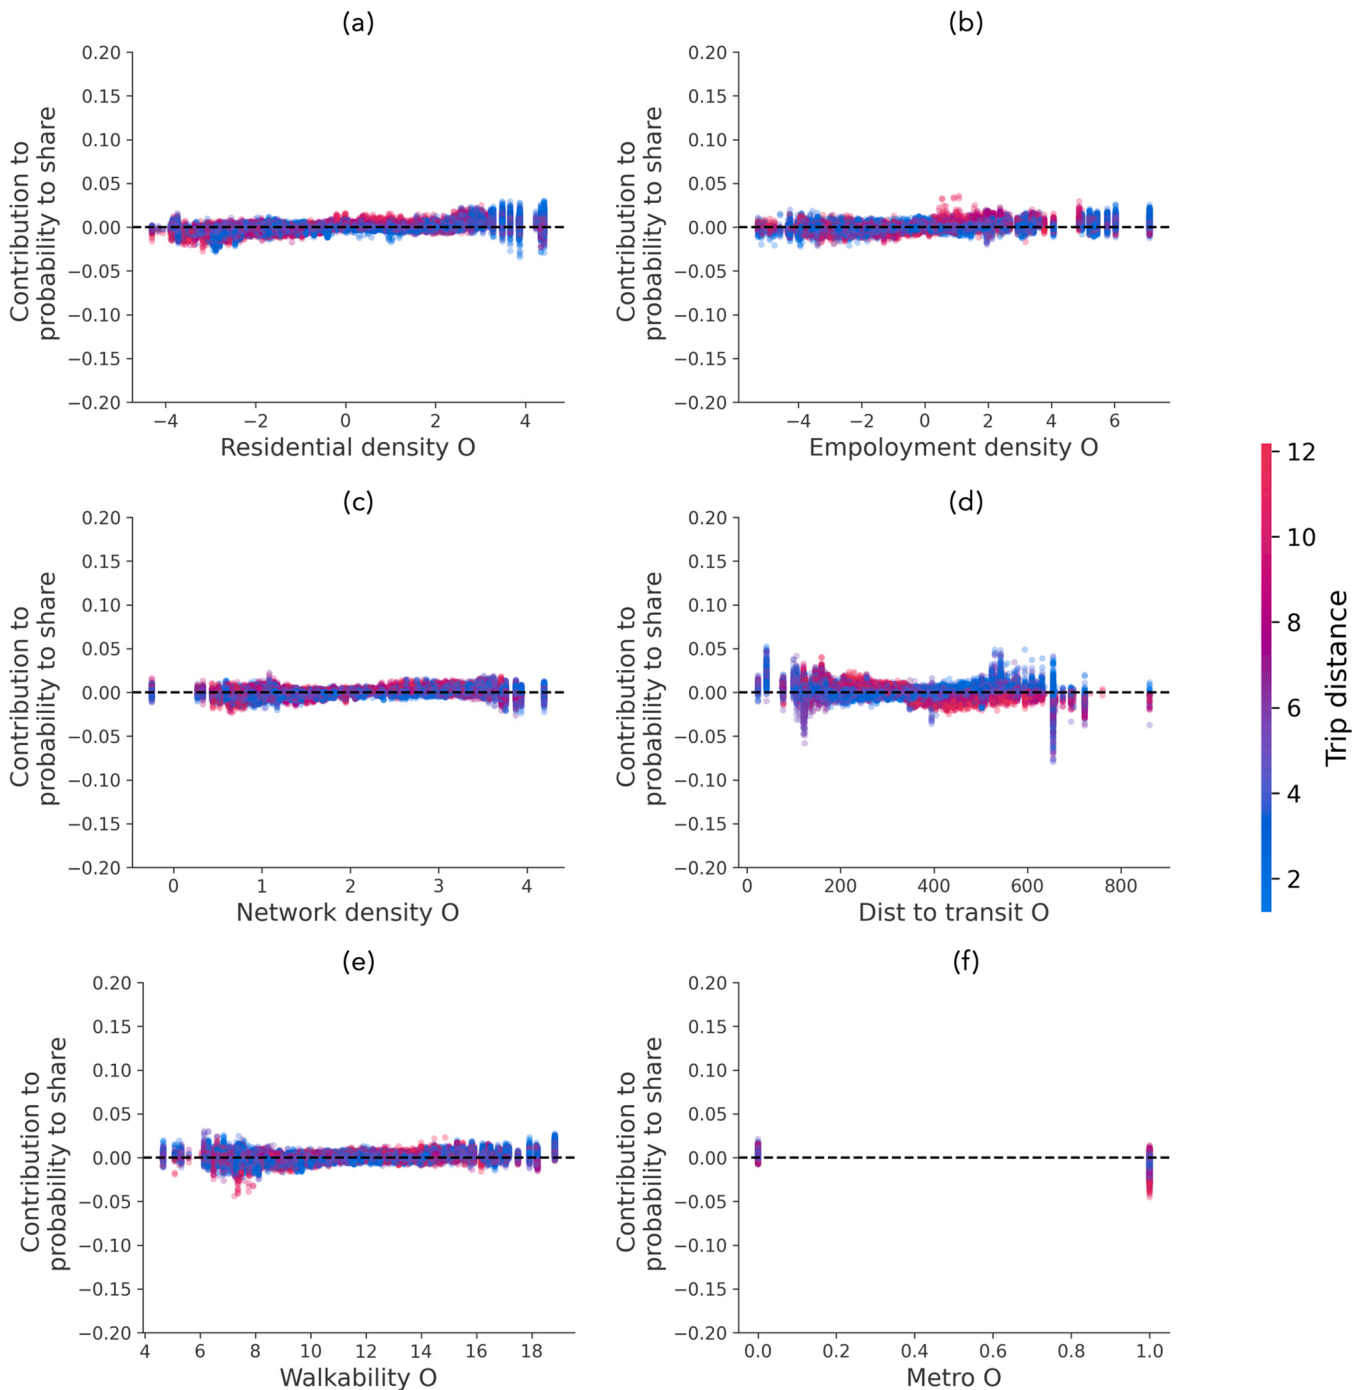 (a)
0.20
0.15
0.10
0.05
0.00
−0.05
−0.10
−0.15
−0.20
Contribution to
probability to share
−4 −2 0 2 4
Residential density O
(b)
0.20
0.15
0.10
0.05
0.00
−0.05
−0.10
−0.15
−0.20
Contribution to
probability to share
−4 −2 0 2 4 6
Empoloyment density O
(c)
0.20
0.15
0.10
0.05
0.00
−0.05
−0.10
−0.15
−0.20
Contribution to
probability to share
0 1 2 3 4
Network density O
(d)
0.20
0.15
0.10
0.05
0.00
−0.05
−0.10
−0.15
−0.20
Contribution to
probability to share
0 200 400 600 800
Dist to transit O
12
10
8
6
4
2
Trip distance
(e)
0.20
0.15
0.10
0.05
0.00
−0.05
−0.10
−0.15
−0.20
Contribution to
probability to share
4 6 8 10 12 14 16 18
Walkability O
(f)
0.20
0.15
0.10
0.05
0.00
−0.05
−0.10
−0.15
−0.20
Contribution to
probability to share
0.0 0.2 0.4 0.6 0.8 1.0
Metro O